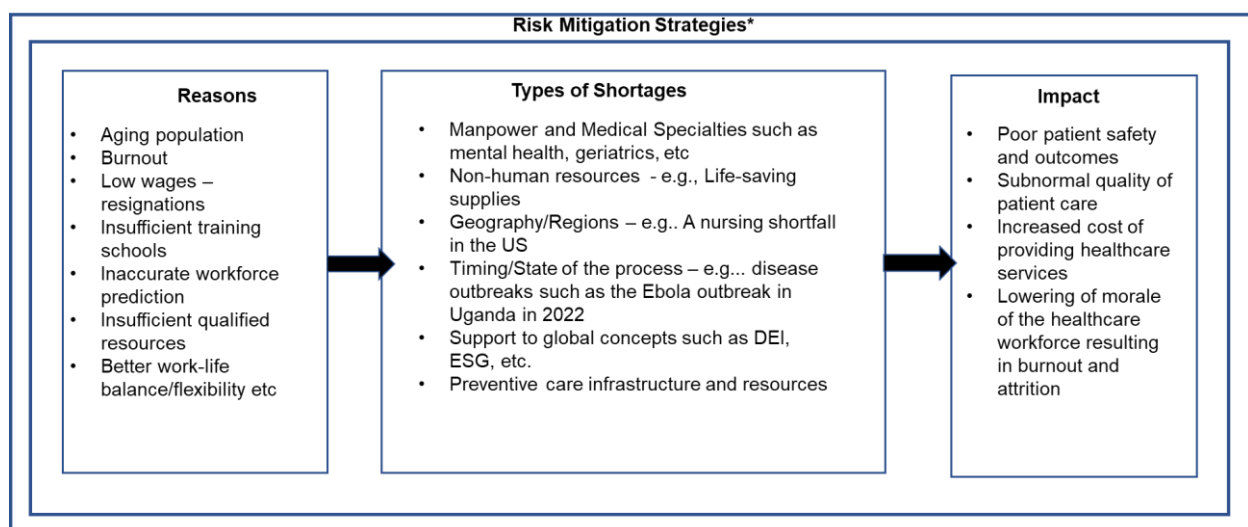 Risk Mitigation Strategies*
Reasons
• Aging population
• Burnout
• Low wages –
resignations
• Insufficient training
schools
• Inaccurate workforce
prediction
• Insufficient qualified
resources
• Better work-life
balance/flexibility etc
Types of Shortages
• Manpower and Medical Specialties such as
mental health, geriatrics, etc
• Non-human resources - e.g., Life-saving
supplies
• Geography/Regions – e.g.. A nursing shortfall
in the US
• Timing/State of the process – e.g... disease
outbreaks such as the Ebola outbreak in
Uganda in 2022
• Support to global concepts such as DEI,
ESG, etc.
• Preventive care infrastructure and resources
Impact
• Poor patient safety
and outcomes
• Subnormal quality of
patient care
• Increased cost of
providing healthcare
services
• Lowering of morale
of the healthcare
workforce resulting
in burnout and
attrition